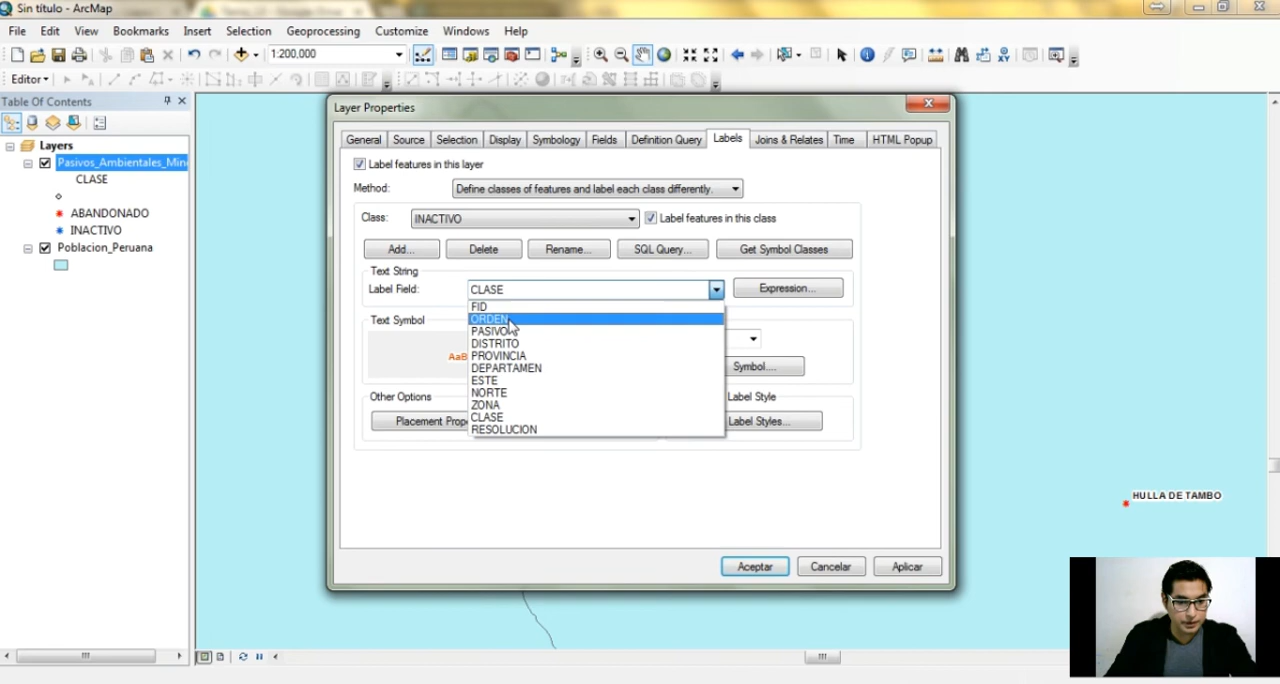 Sin título - ArcMap
File Edit View Bookmarks Insert Selection Geoprocessing Customize Windows Help
1:200,000
Editor
Table Of Contents
Layers
Pasivos_Ambientales_Min
CLASE
ABANDONADO
INACTIVO
Poblacion_Peruana
Layer Properties
General Source Selection Display Symbology Fields Definition Query Labels Joins & Relates Time HTML Popup
Label features in this layer
Method: Define classes of features and label each class differently.
Class: INACTIVO Label features in this class
Add... Delete Rename... SQL Query... Get Symbol Classes
Text String
Label Field: CLASE Expression...
FID
ORDEN
PASIVO
DISTRITO
PROVINCIA
DEPARTAMEN
ESTE
NORTE
ZONA
CLASE
RESOLUCION
Text Symbol
AaB
Symbol....
Other Options
Label Style
Placement Prop
Label Styles...
HULLA DE TAMBO
Aceptar Cancelar Aplicar